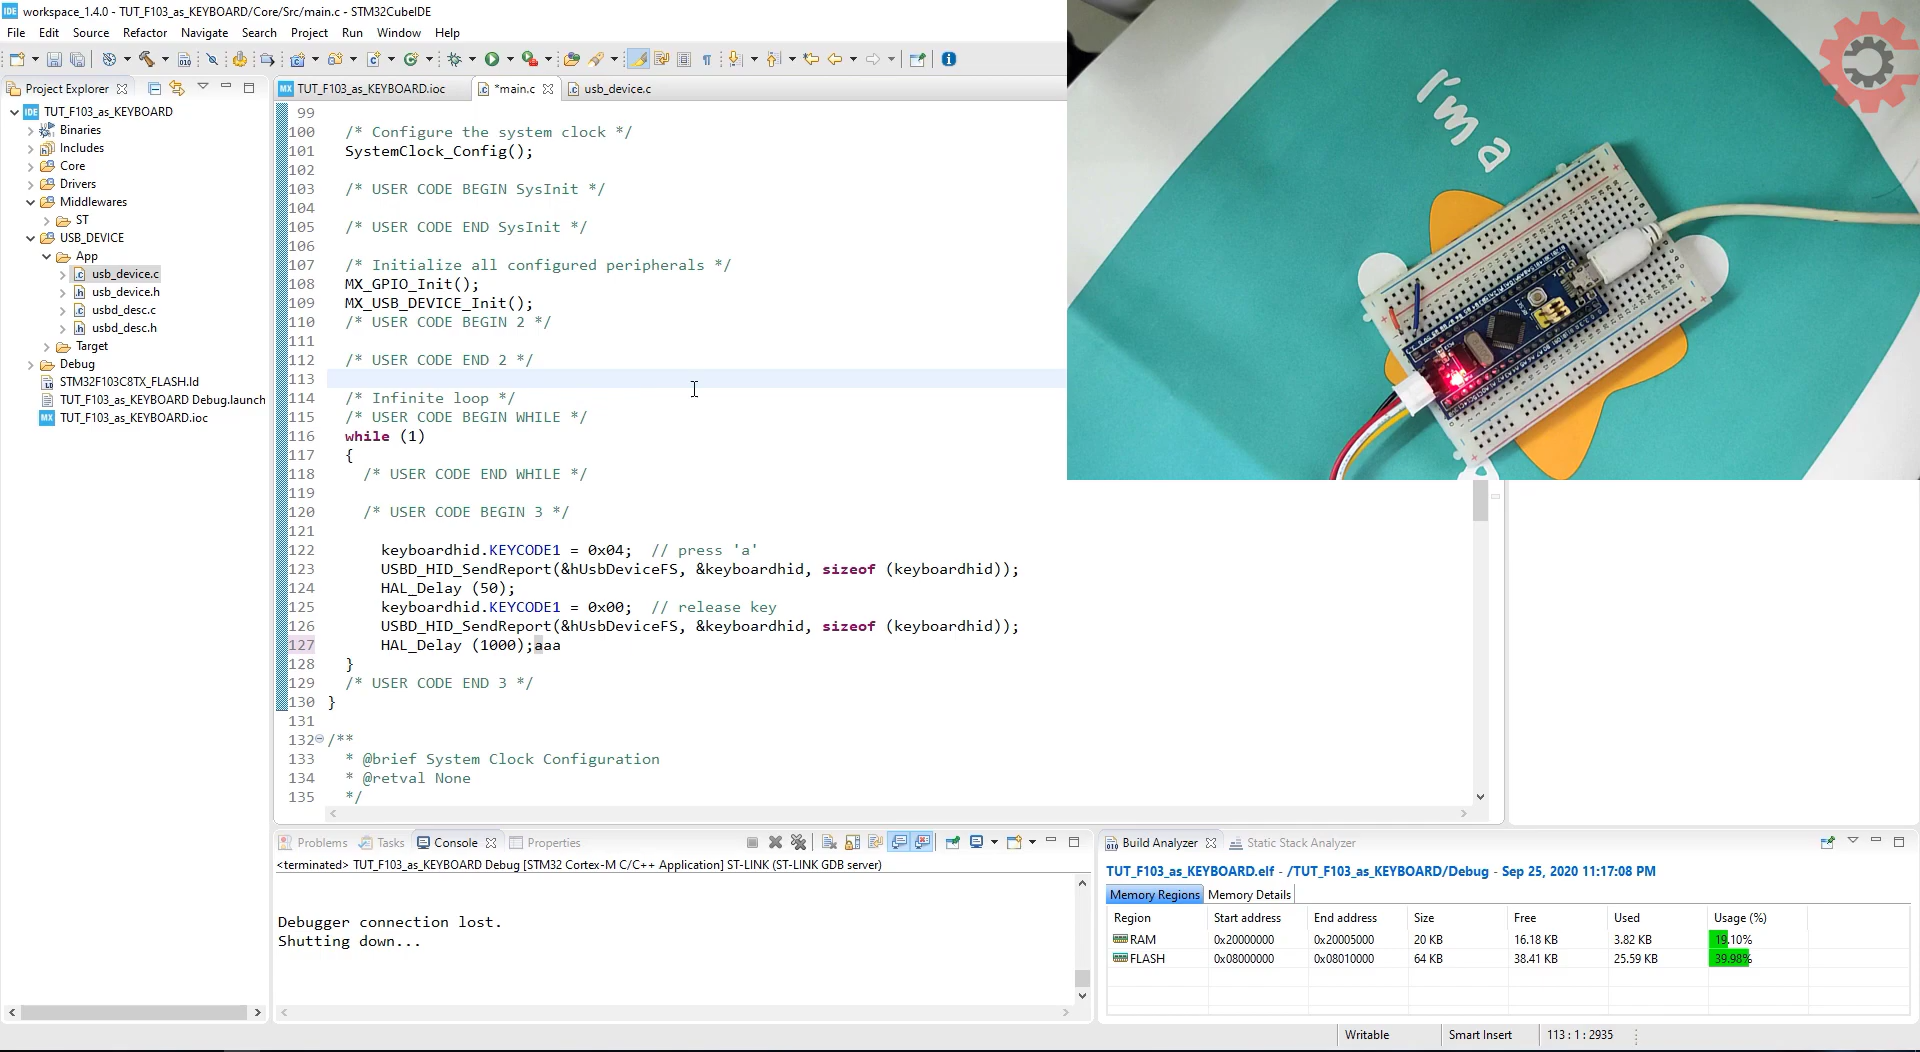 IDE workspace_1.4.0 - TUT_F103_as_KEYBOARD/Core/Src/main.c - STM32CubeIDE
File Edit Source Refactor Navigate Search Project Run Window Help
Project Explorer
TUT_F103_as_KEYBOARD
Binaries
Includes
Core
Drivers
Middlewares
ST
USB_DEVICE
App
usb_device.c
usb_device.h
usbd_desc.c
usbd_desc.h
Target
Debug
STM32F103C8TX_FLASH.ld
TUT_F103_as_KEYBOARD Debug.launch
MX TUT_F103_as_KEYBOARD.ioc
MX TUT_F103_as_KEYBOARD.ioc *main.c usb_device.c
99
100 /* Configure the system clock */
101 SystemClock_Config();
102
103 /* USER CODE BEGIN SysInit */
104
105 /* USER CODE END SysInit */
106
107 /* Initialize all configured peripherals */
108 MX_GPIO_Init();
109 MX_USB_DEVICE_Init();
110 /* USER CODE BEGIN 2 */
111
112 /* USER CODE END 2 */
113
114 /* Infinite loop */
115 /* USER CODE BEGIN WHILE */
116 while (1)
117 {
118 /* USER CODE END WHILE */
119
120 /* USER CODE BEGIN 3 */
121
122 keyboardhid.KEYCODE1 = 0x04; // press 'a'
123 USBD_HID_SendReport(&hUsbDeviceFS, &keyboardhid, sizeof (keyboardhid));
124 HAL_Delay (50);
125 keyboardhid.KEYCODE1 = 0x00; // release key
126 USBD_HID_SendReport(&hUsbDeviceFS, &keyboardhid, sizeof (keyboardhid));
127 HAL_Delay (1000);aaa
128 }
129 /* USER CODE END 3 */
130 }
131
132 /**
133 * @brief System Clock Configuration
134 * @retval None
135 */
I'm a
Problems Tasks Console Properties
<terminated> TUT_F103_as_KEYBOARD Debug [STM32 Cortex-M C/C++ Application] ST-LINK (ST-LINK GDB server)
Debugger connection lost.
Shutting down...
Build Analyzer Static Stack Analyzer
TUT_F103_as_KEYBOARD.elf - /TUT_F103_as_KEYBOARD/Debug - Sep 25, 2020 11:17:08 PM
Memory Regions Memory Details
Region Start address End address Size Free Used Usage (%)
RAM 0x20000000 0x20005000 20 KB 16.18 KB 3.82 KB 19.10%
FLASH 0x08000000 0x08010000 64 KB 38.41 KB 25.59 KB 39.98%
Writable Smart Insert 113 : 1 : 2935